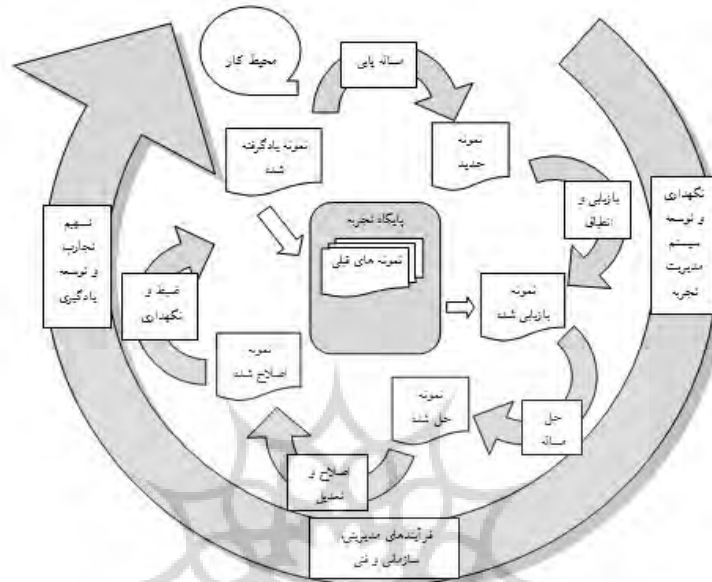 محیط کار
مساله یابی
نمونه
جدید
نمونه یادگرفته
شده
بازیابی و
انطباق
نگهداری
و توسعه
سیستم
مدیریت
تجربه
پایگاه تجربه
نمونه های قبلی
نمونه
بازیابی شده
حل
مساله
نمونه
حل شده
اصلاح و
تعدیل
نمونه
اصلاح شده
ضبط و
نگهداری
تسهیم
تجارب
و توسعه
یادگیری
فرآیندهای مدیریتی،
سازمانی و فنی